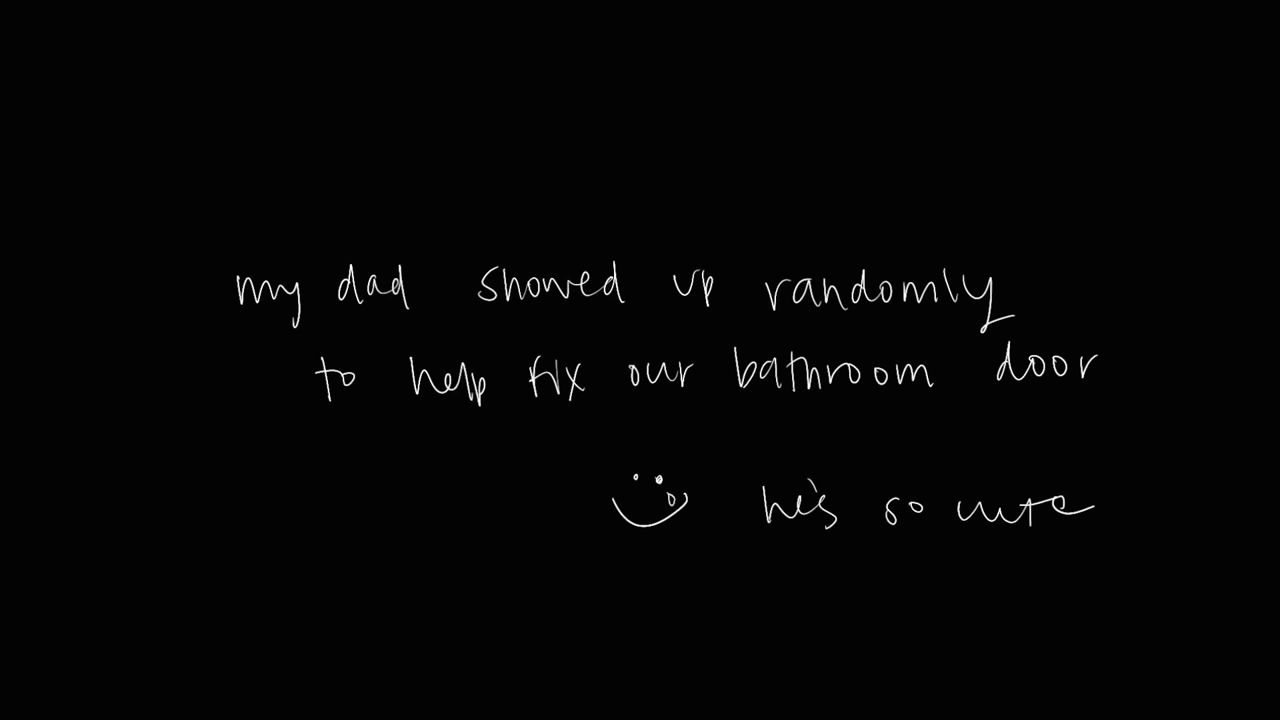 my dad showed up randomly
to help fix our bathroom door
he's so cute